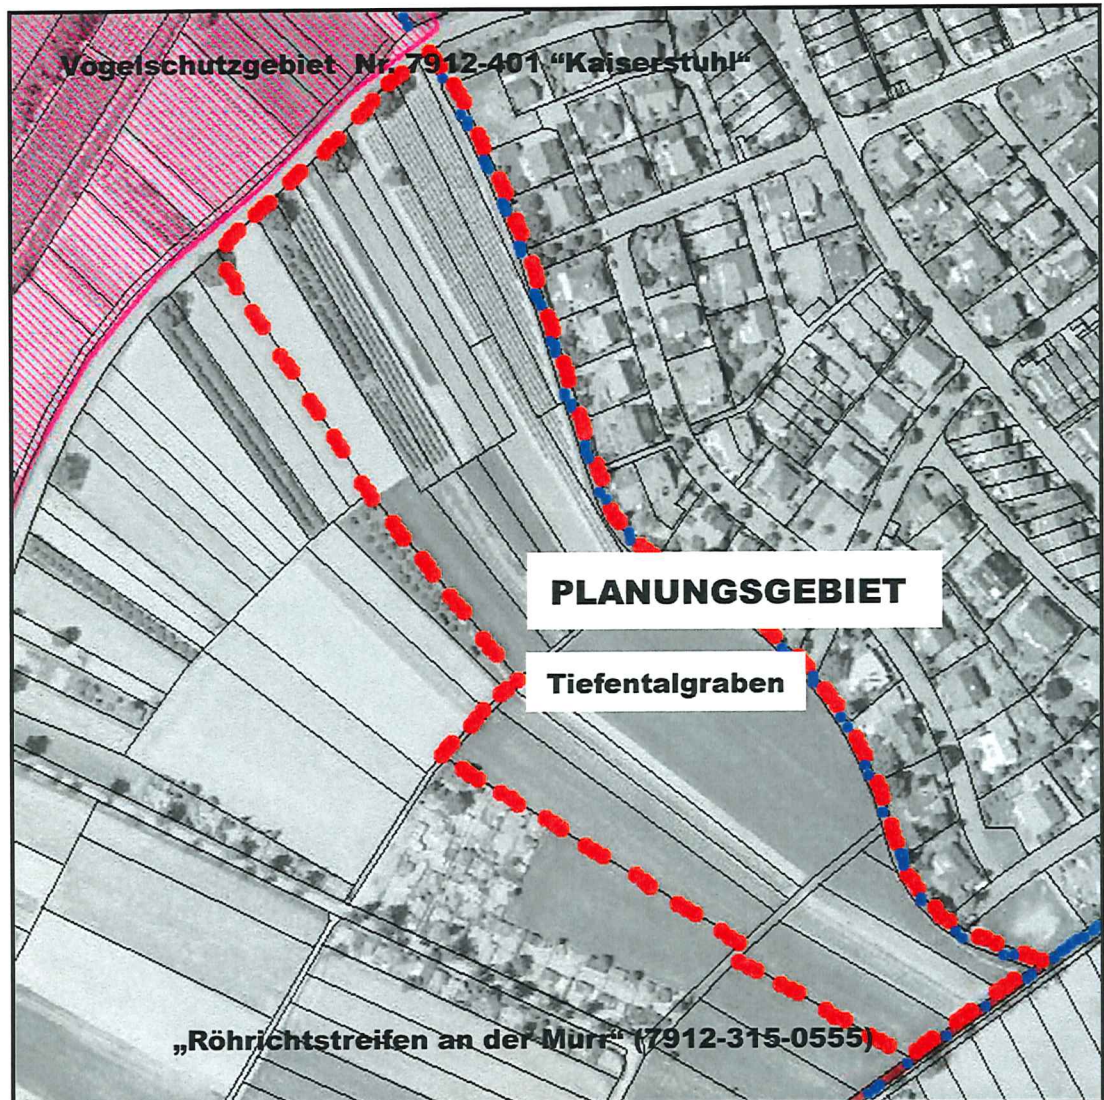 Vogelschutzgebiet Nr. 7912-401 “Kaiserstuhl“
PLANUNGSGEBIET
Tiefentalgraben
„Röhrichtstreifen an der Murr“ (7912-315-0555)